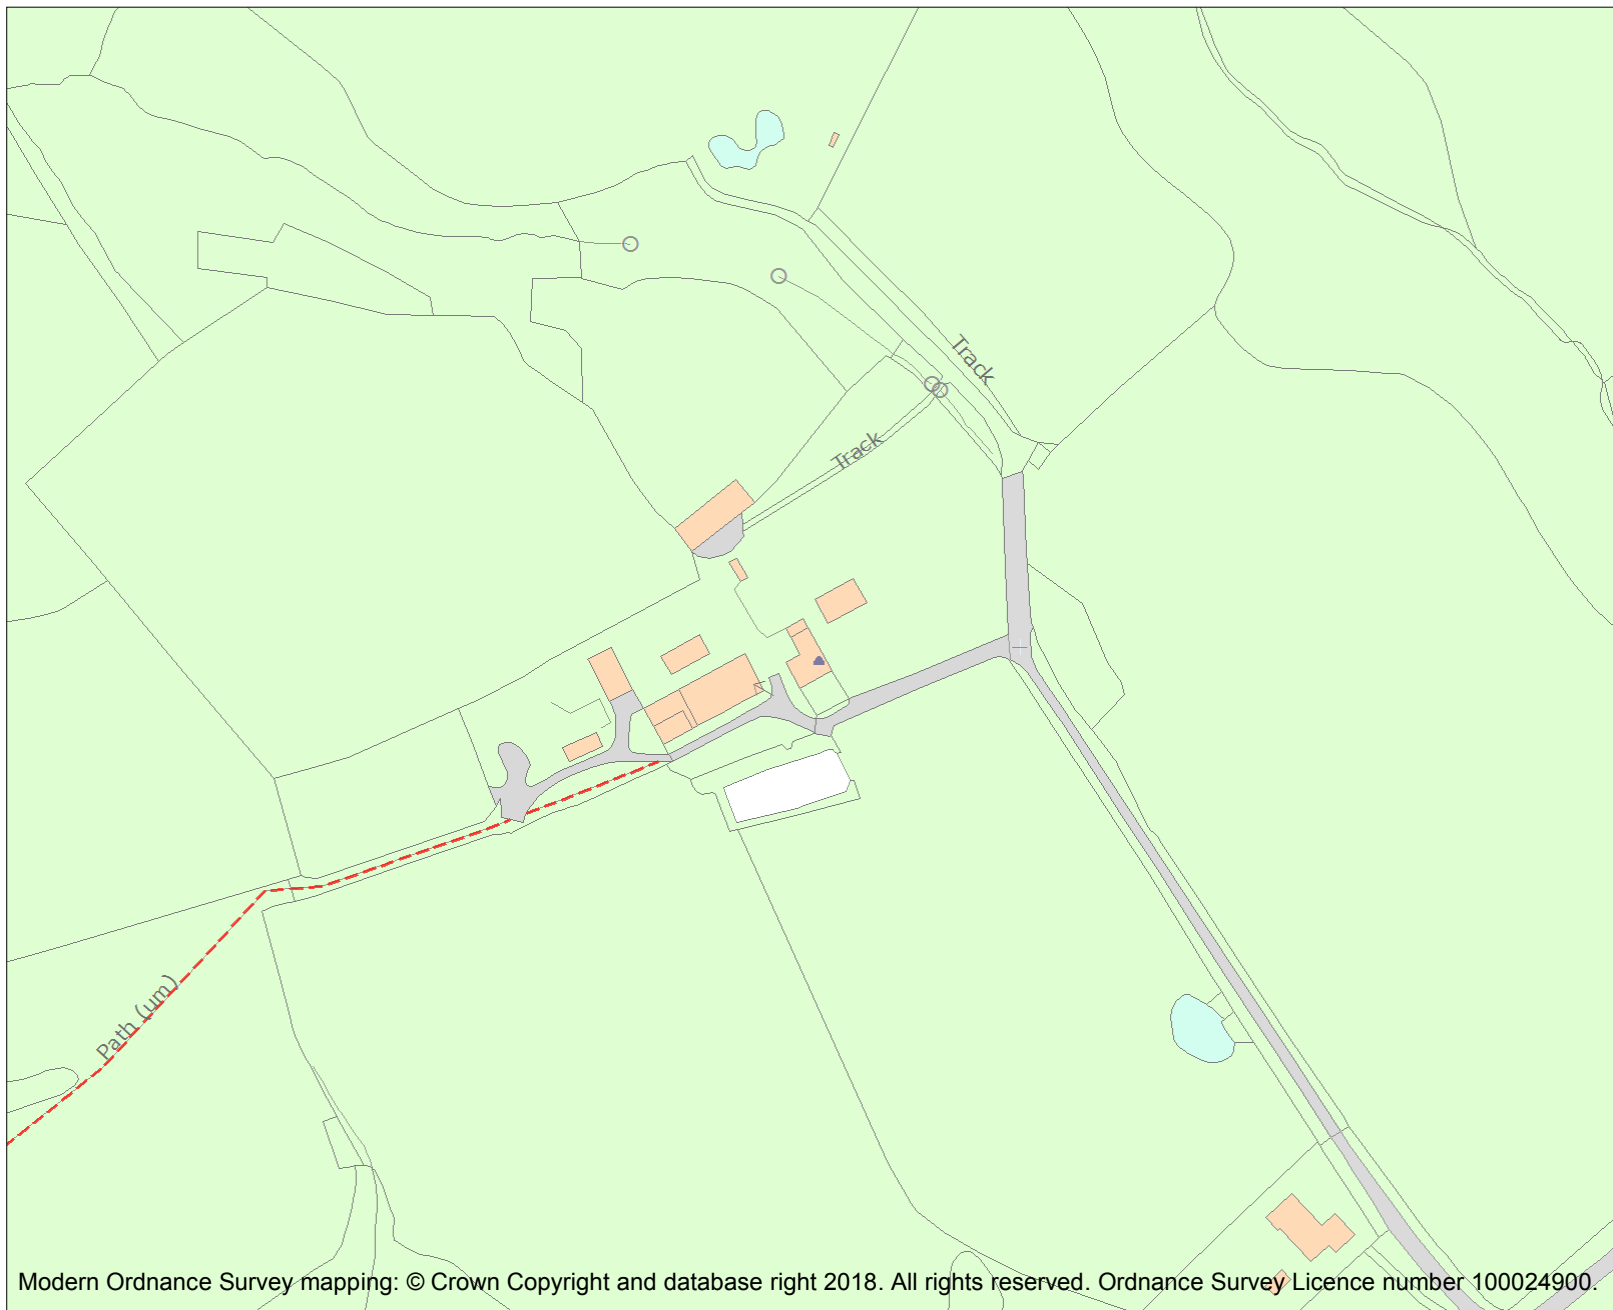 Track
Track
Path (um)
Modern Ordnance Survey mapping: © Crown Copyright and database right 2018. All rights reserved. Ordnance Survey Licence number 100024900.